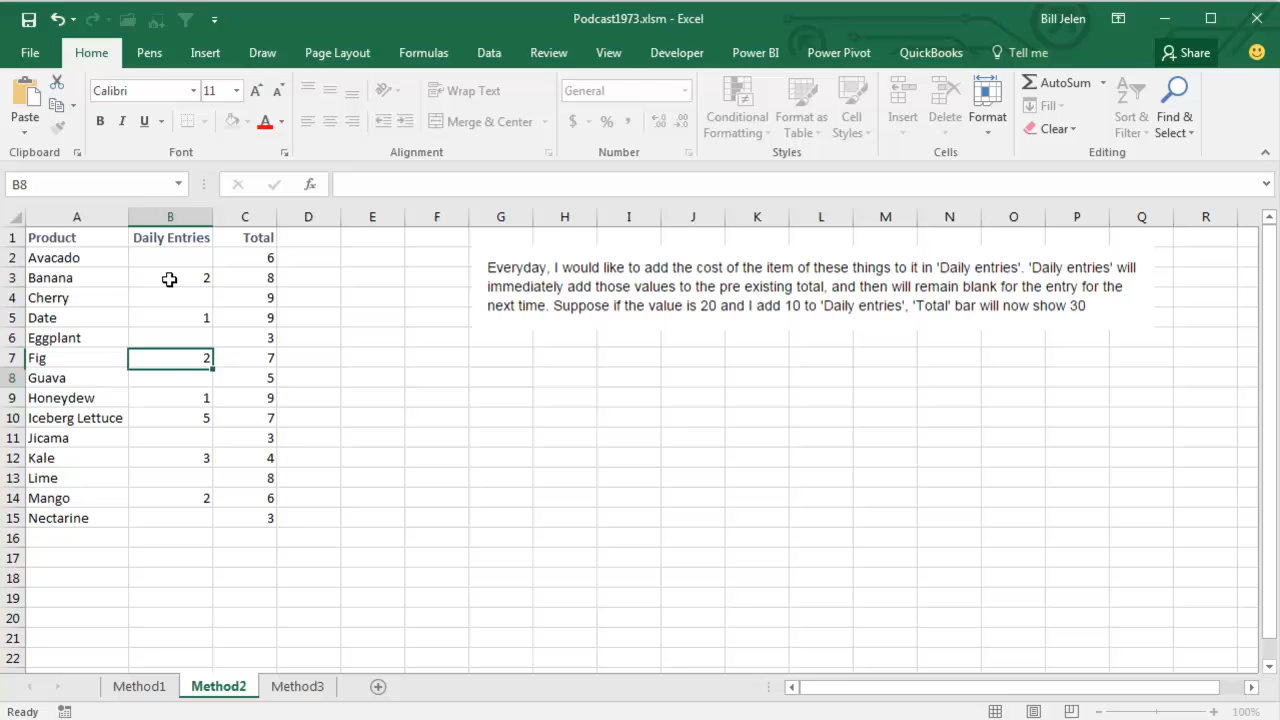 Podcast1973.xlsm - Excel
Bill Jelen
File Home Pens Insert Draw Page Layout Formulas Data Review View Developer Power BI Power Pivot QuickBooks Tell me Share
Calibri 11 Wrap Text General AutoSum
Paste B I U Merge & Center $ % Conditional Formatting Format as Table Cell Styles Insert Delete Format Fill Clear Sort & Filter Find & Select
Clipboard Font Alignment Number Styles Cells Editing
B8 fx
A B C D E F G H I J K L M N O P Q R
1 Product Daily Entries Total
2 Avacado 6
3 Banana 2 8
4 Cherry 9
5 Date 1 9
6 Eggplant 3
7 Fig 2 7
8 Guava 5
9 Honeydew 1 9
10 Iceberg Lettuce 5 7
11 Jicama 3
12 Kale 3 4
13 Lime 8
14 Mango 2 6
15 Nectarine 3
16
17
18
19
20
21
22
Everyday, I would like to add the cost of the item of these things to it in 'Daily entries'. 'Daily entries' will
immediately add those values to the pre existing total, and then will remain blank for the entry for the
next time. Suppose if the value is 20 and I add 10 to 'Daily entries', 'Total' bar will now show 30
Method1 Method2 Method3
Ready 100%